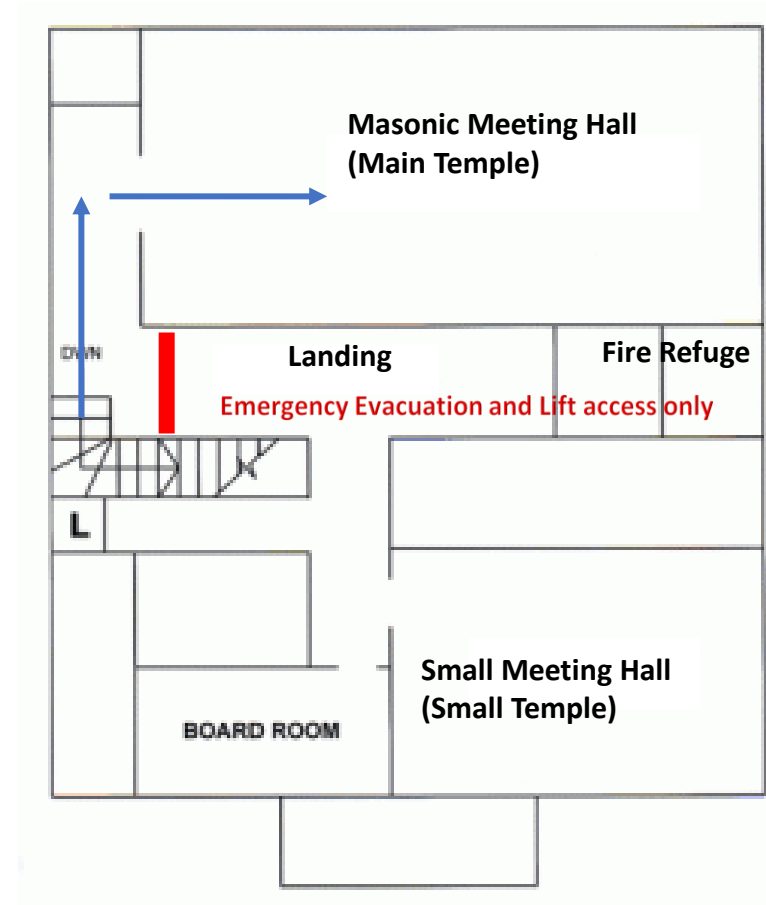 Masonic Meeting Hall
(Main Temple)
DWN
Landing
Fire Refuge
Emergency Evacuation and Lift access only
L
Small Meeting Hall
(Small Temple)
BOARD ROOM